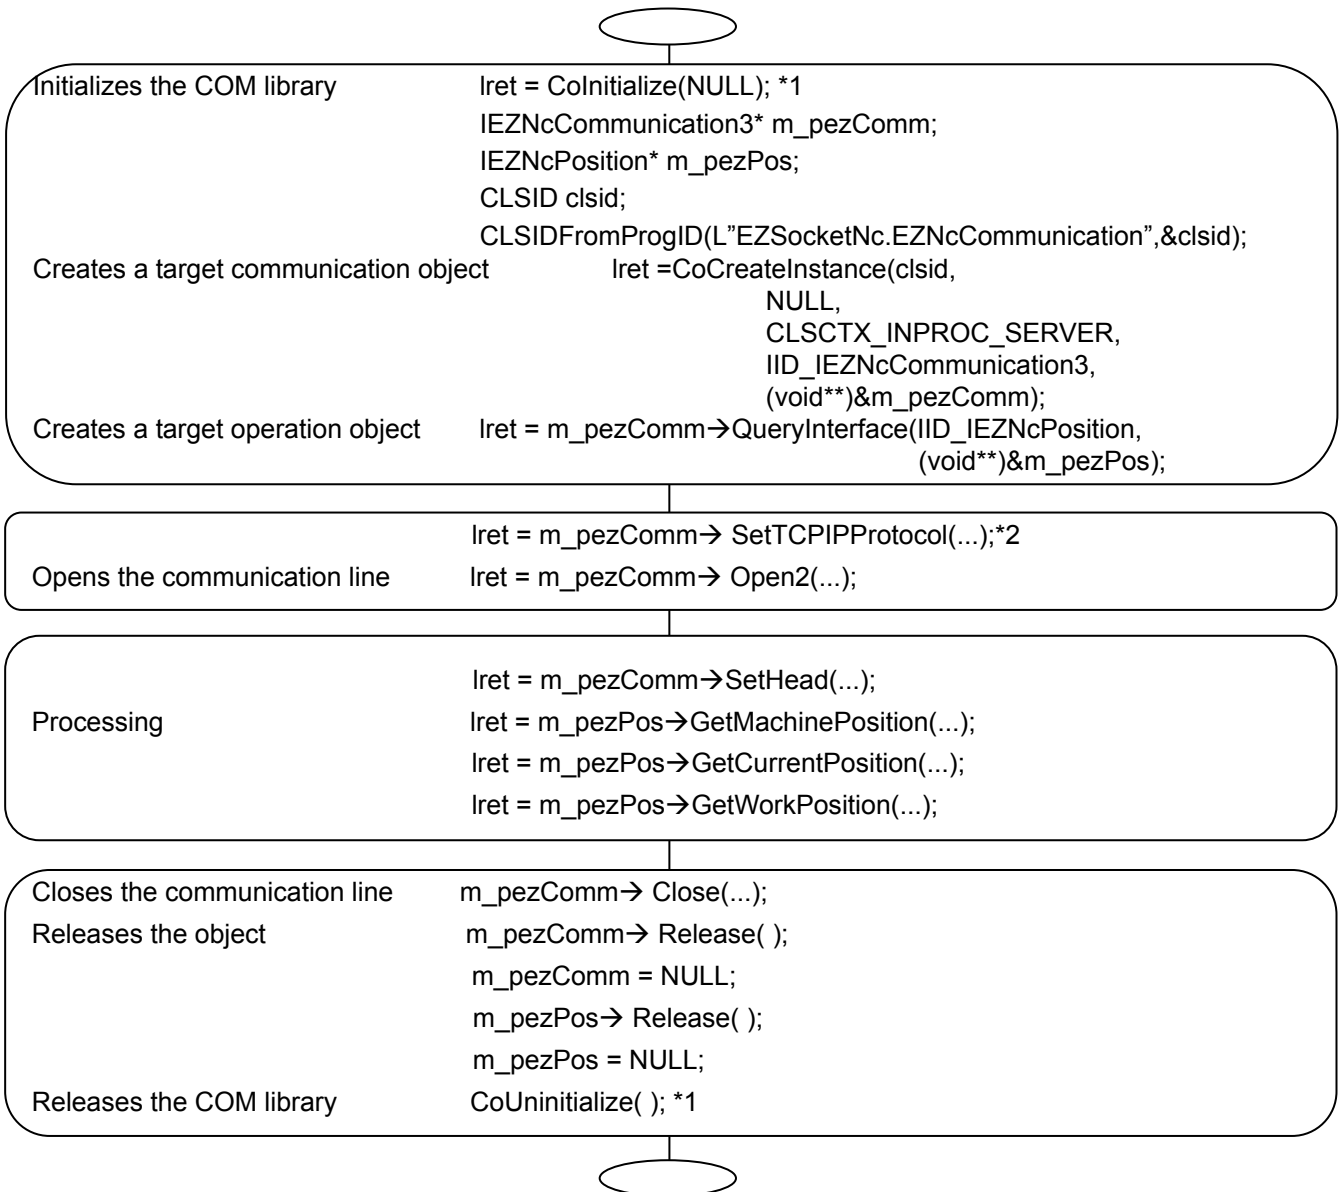 Initializes the COM library lret = CoInitialize(NULL); *1
IEZNcCommunication3* m_pezComm;
IEZNcPosition* m_pezPos;
CLSID clsid;
CLSIDFromProgID(L”EZSocketNc.EZNcCommunication”,&clsid);
Creates a target communication object lret =CoCreateInstance(clsid,
NULL,
CLSCTX_INPROC_SERVER,
IID_IEZNcCommunication3,
(void**)&m_pezComm);
Creates a target operation object lret = m_pezComm→QueryInterface(IID_IEZNcPosition,
(void**)&m_pezPos);
lret = m_pezComm→ SetTCPIPProtocol(...);*2
Opens the communication line lret = m_pezComm→ Open2(...);
lret = m_pezComm→SetHead(...);
Processing lret = m_pezPos→GetMachinePosition(...);
lret = m_pezPos→GetCurrentPosition(...);
lret = m_pezPos→GetWorkPosition(...);
Closes the communication line m_pezComm→ Close(...);
Releases the object m_pezComm→ Release( );
m_pezComm = NULL;
m_pezPos→ Release( );
m_pezPos = NULL;
Releases the COM library CoUninitialize( ); *1